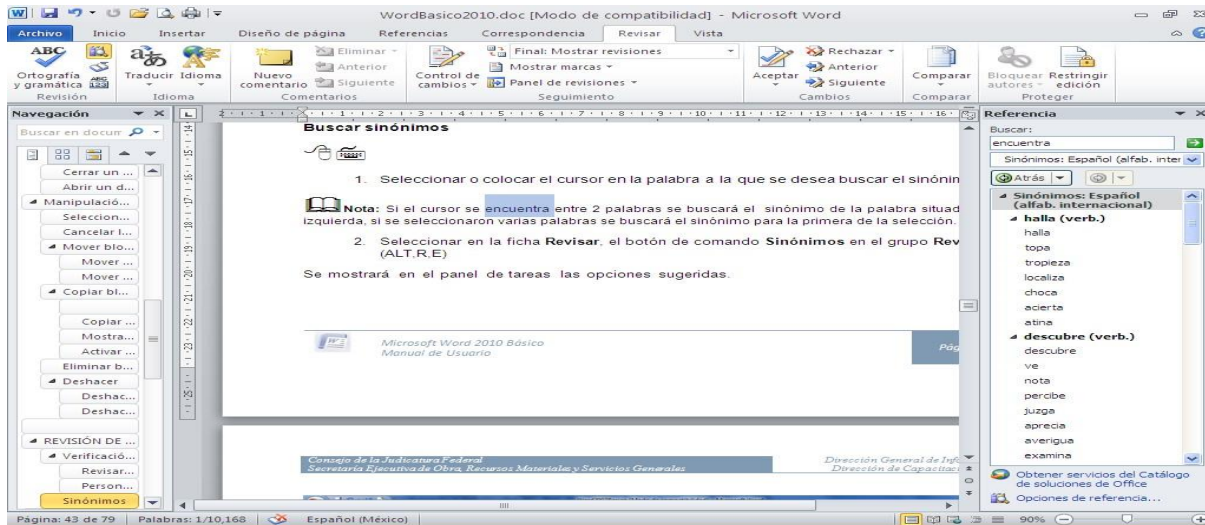 WordBasico2010.doc [Modo de compatibilidad] - Microsoft Word
Archivo Inicio Insertar Diseño de página Referencias Correspondencia Revisar Vista
ABC Ortografía y gramática
ABC 123
Traducir Idioma
Nuevo comentario
Eliminar
Anterior
Siguiente
Control de cambios
Final: Mostrar revisiones
Mostrar marcas
Panel de revisiones
Aceptar
Rechazar
Anterior
Siguiente
Comparar
Bloquear autores
Restringir edición
Revisión Idioma Comentarios Seguimiento Cambios Comparar Proteger
Navegación
Buscar en docum
Cerrar un ...
Abrir un d...
Manipulació...
Seleccion...
Cancelar l...
Mover blo...
Mover ...
Mover ...
Copiar bl...
Copiar ...
Mostra...
Activar ...
Eliminar b...
Deshacer
Deshac...
Deshac...
REVISIÓN DE ...
Verificació...
Revisar...
Person...
Sinónimos
Buscar sinónimos
1. Seleccionar o colocar el cursor en la palabra a la que se desea buscar el sinónim
Nota: Si el cursor se encuentra entre 2 palabras se buscará el sinónimo de la palabra situad
izquierda, si se seleccionaron varias palabras se buscará el sinónimo para la primera de la selección.
2. Seleccionar en la ficha Revisar, el botón de comando Sinónimos en el grupo Rev
(ALT,R,E)
Se mostrará en el panel de tareas las opciones sugeridas.
Microsoft Word 2010 Básico
Manual de Usuario
Pág
Consejo de la Judicatura Federal
Secretaría Ejecutiva de Obra, Recursos Materiales y Servicios Generales
Dirección General de Info
Dirección de Capacitac
Referencia
Buscar:
encuentra
Sinónimos: Español (alfab. inter
Atrás
Sinónimos: Español
(alfab. internacional)
halla (verb.)
halla
topa
tropieza
localiza
choca
acierta
atina
descubre (verb.)
descubre
ve
nota
percibe
juzga
aprecia
averigua
examina
Obtener servicios del Catálogo
de soluciones de Office
Opciones de referencia...
Página: 43 de 79 Palabras: 1/10,168 Español (México) 90%